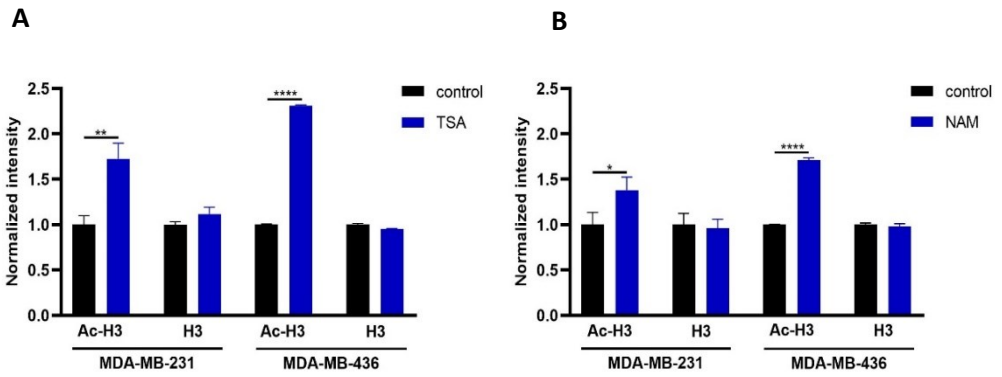 A
Normalized intensity
2.5
2.0
1.5
1.0
0.5
0.0
**
****
control
TSA
Ac-H3 H3 Ac-H3 H3
MDA-MB-231 MDA-MB-436
B
Normalized intensity
2.5
2.0
1.5
1.0
0.5
0.0
*
****
control
NAM
Ac-H3 H3 Ac-H3 H3
MDA-MB-231 MDA-MB-436